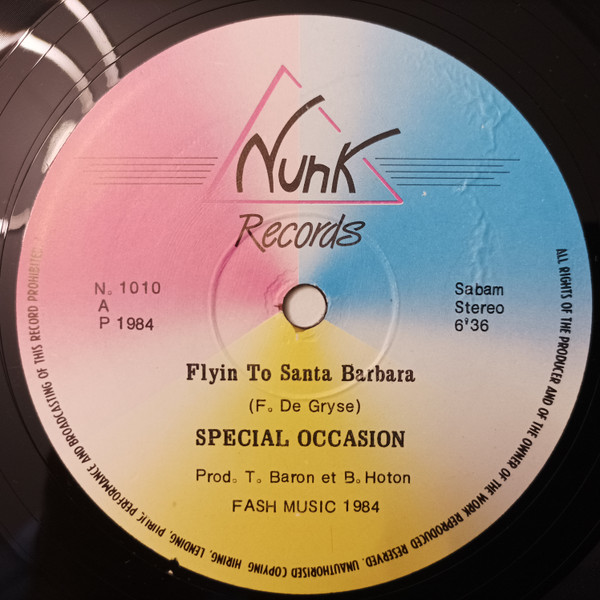 Nunk
Records
N. 1010
A
P 1984
Sabam
Stereo
6'36
Flyin To Santa Barbara
(F. De Gryse)
SPECIAL OCCASION
Prod. T. Baron et B. Hoton
FASH MUSIC 1984
ALL RIGHTS OF THE PRODUCER AND OF THE OWNER OF THE WORK REPRODUCED RESERVED. UNAUTHORISED COPYING HIRING, LENDING, PUBLIC PERFORMANCE AND BROADCASTING OF THIS RECORD PROHIBITED